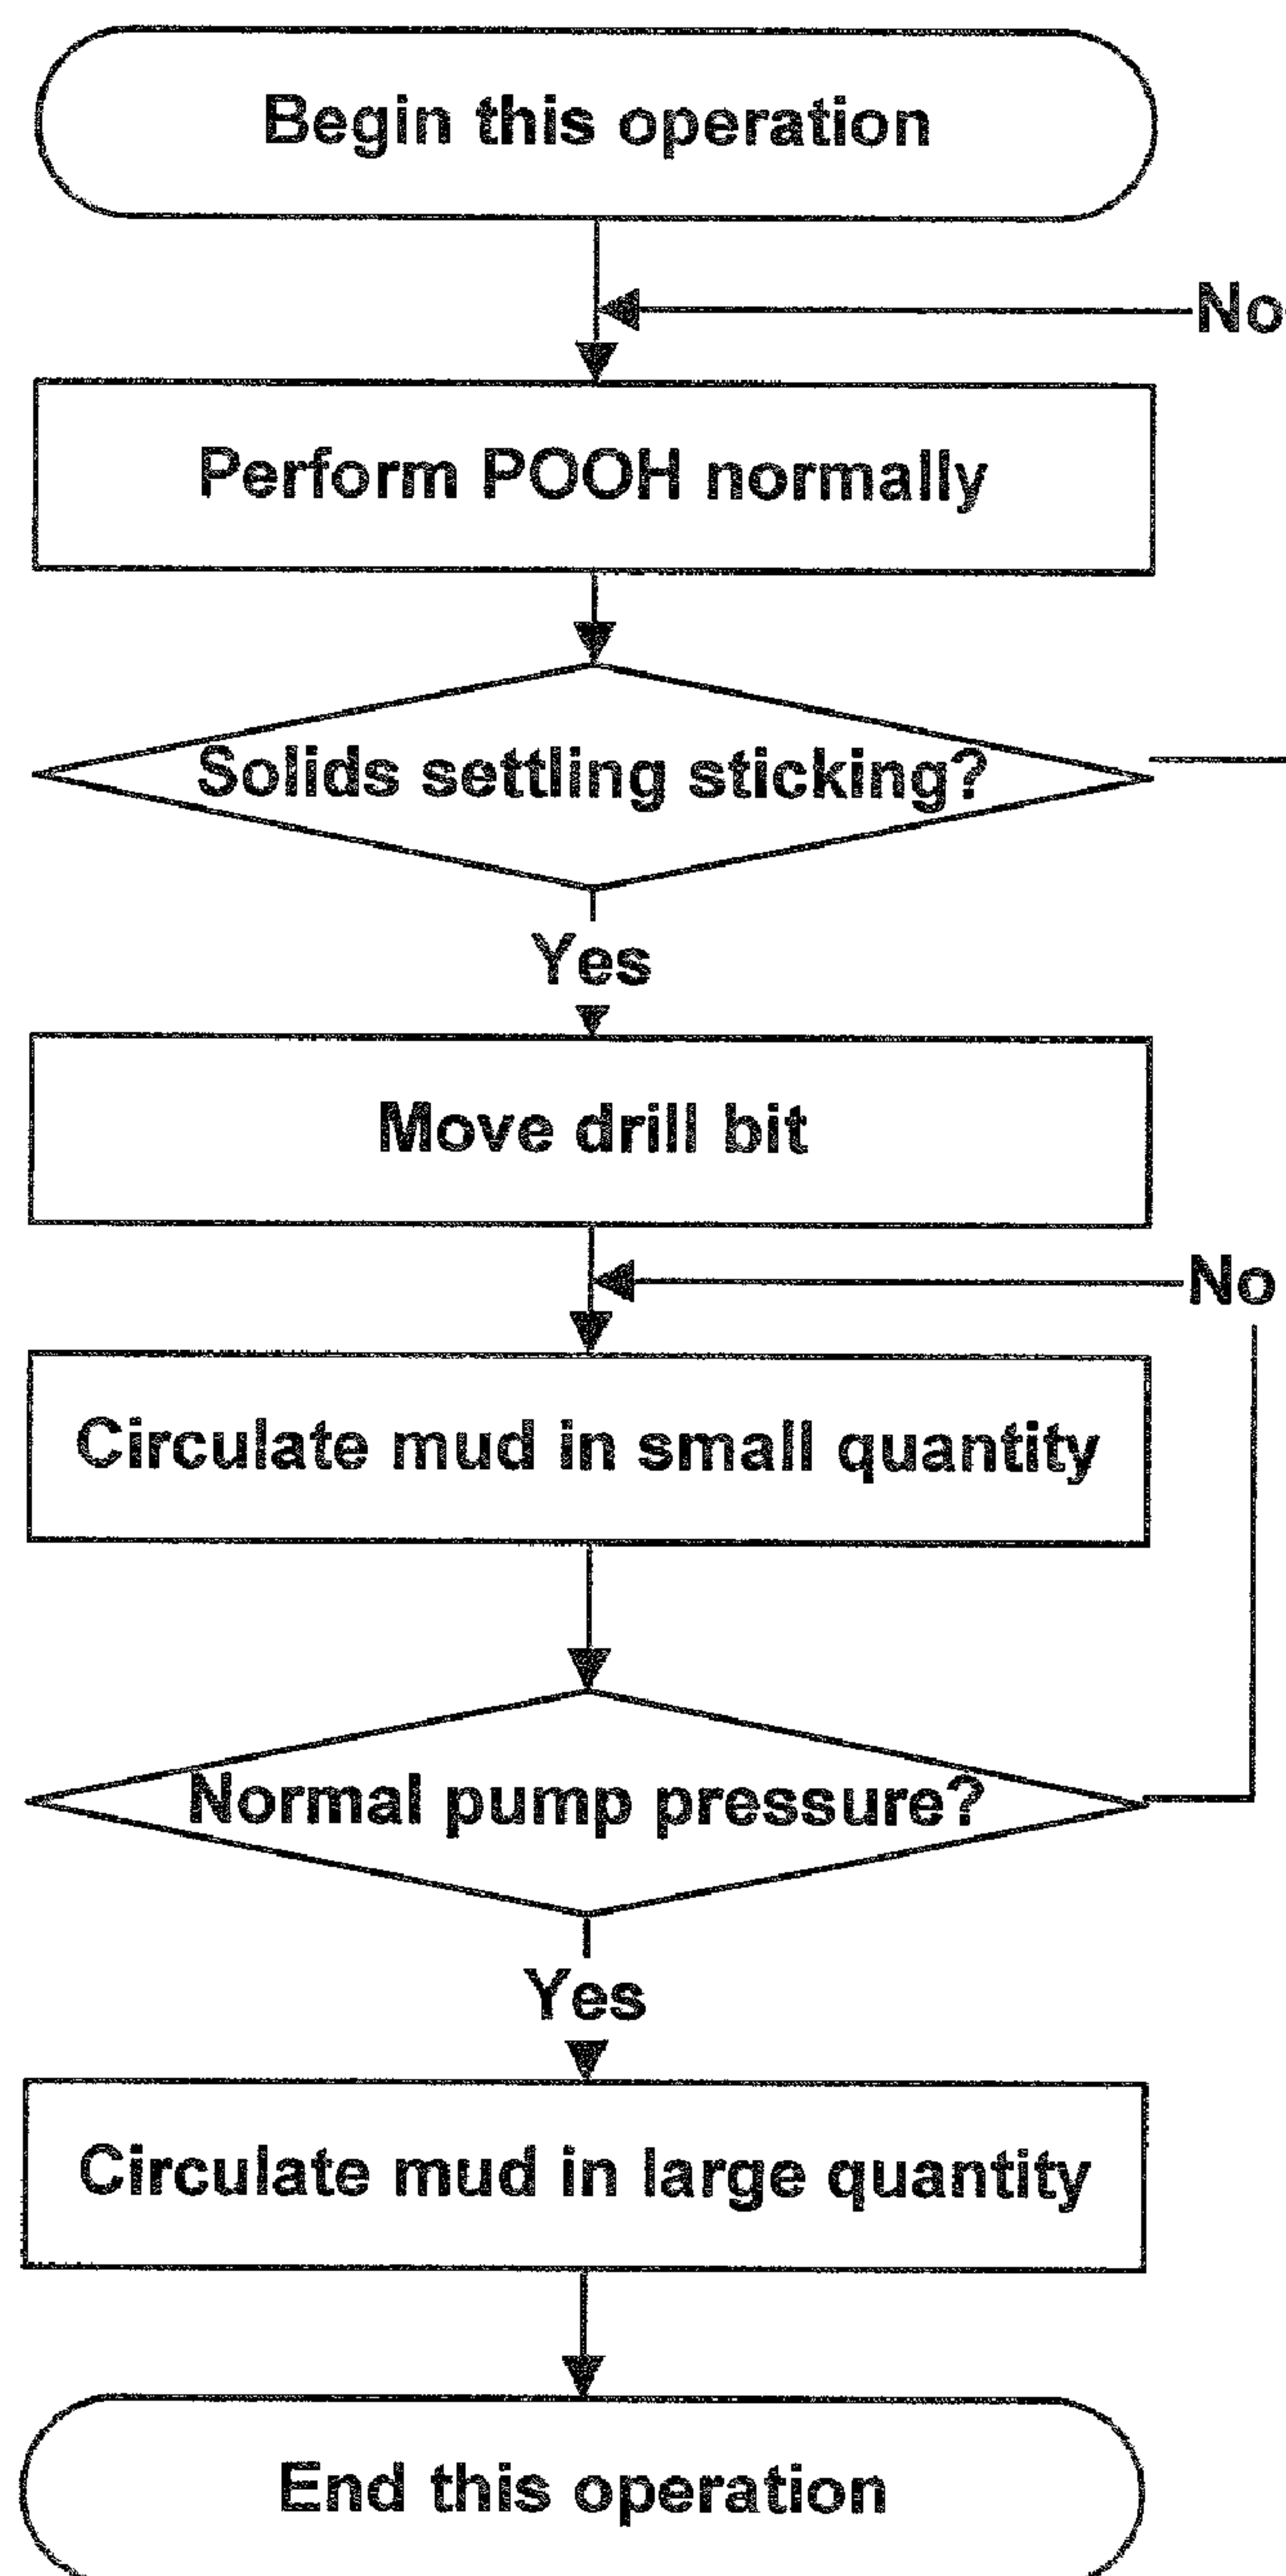 Begin this operation
No
Perform POOH normally
Solids settling sticking?
Yes
Move drill bit
No
Circulate mud in small quantity
Normal pump pressure?
Yes
Circulate mud in large quantity
End this operation